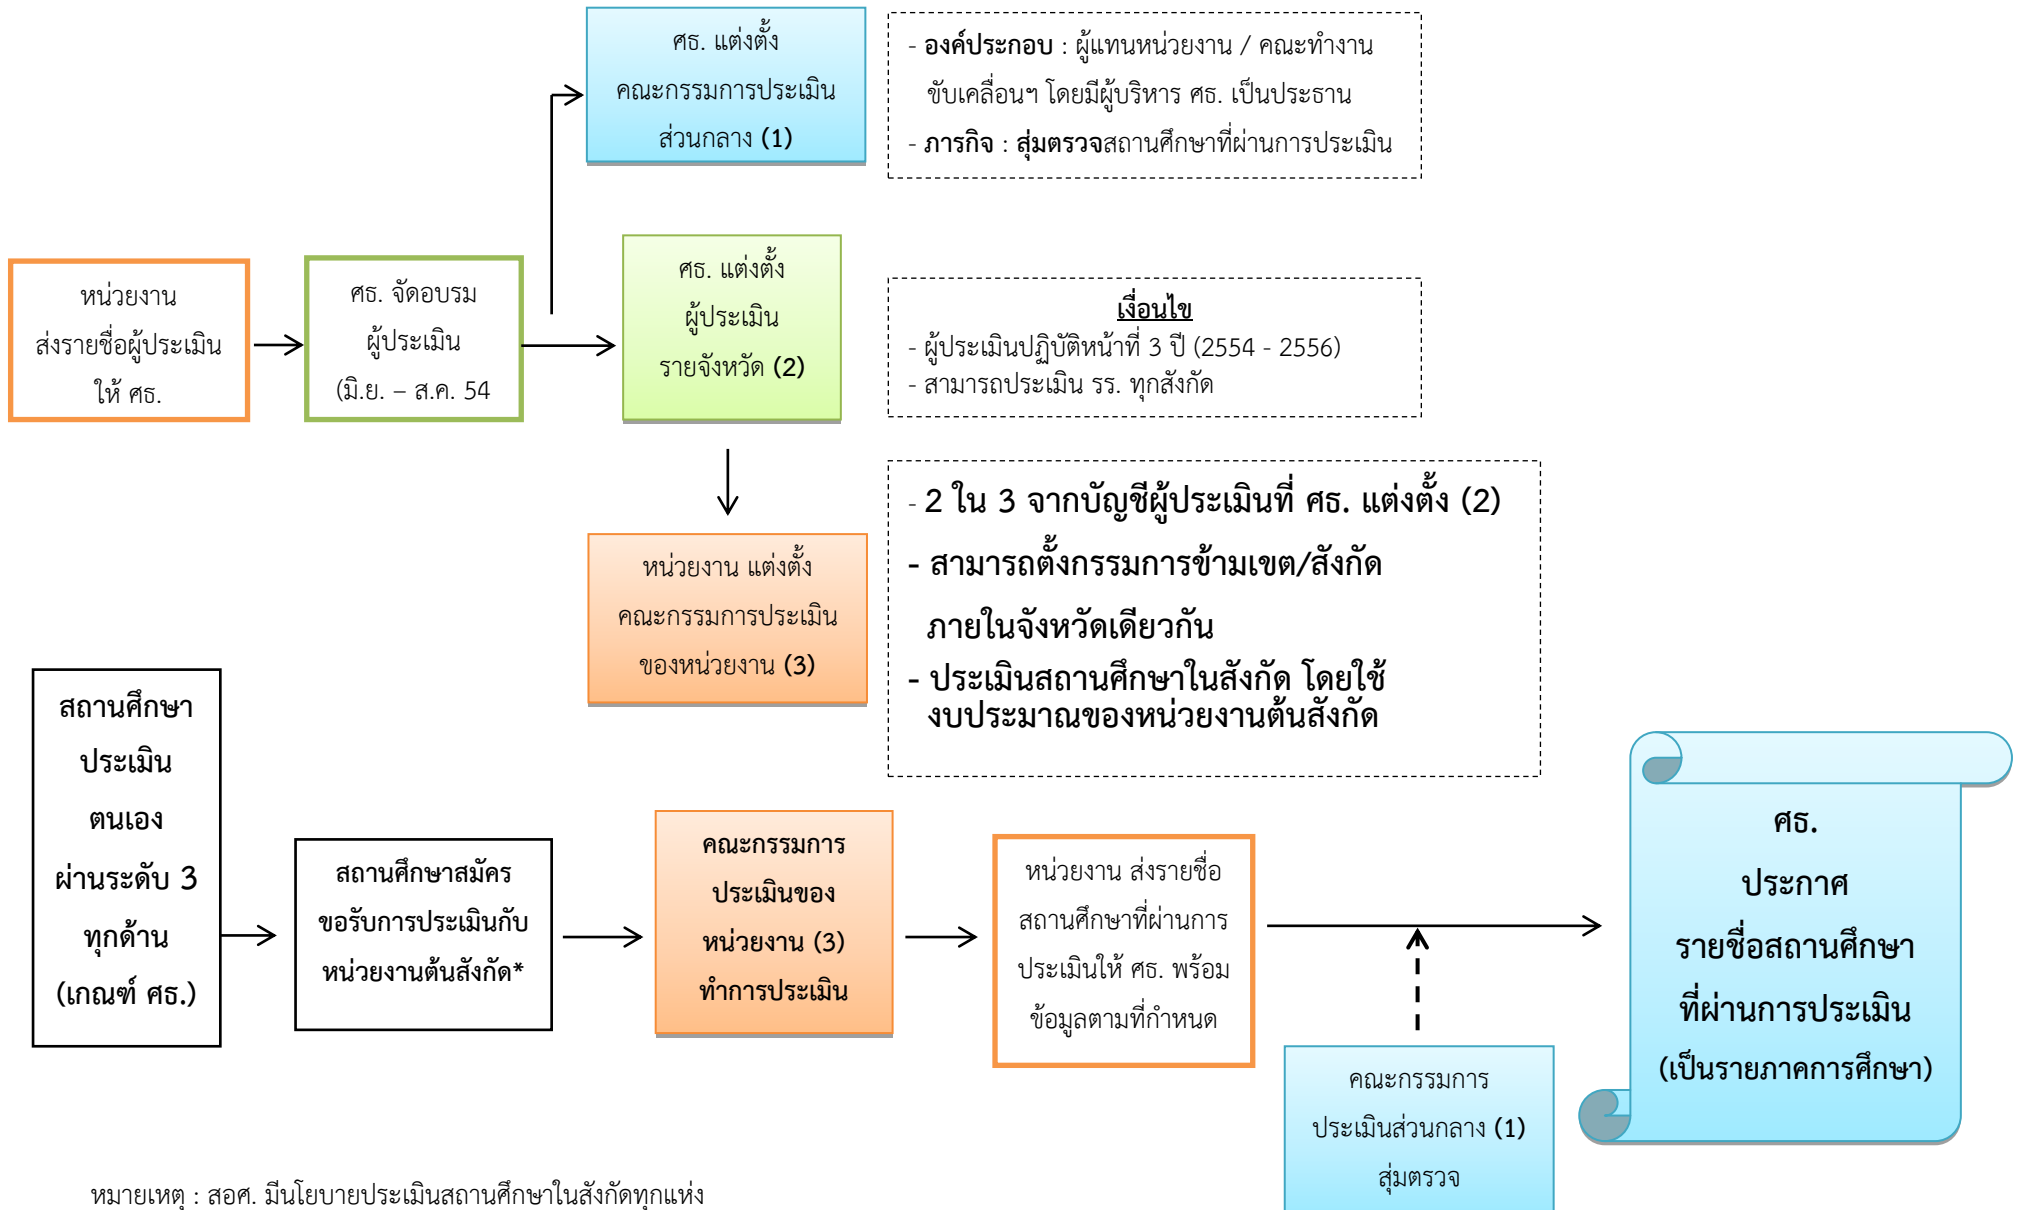 ศธ. แต่งตั้ง
คณะกรรมการประเมิน
ส่วนกลาง (1)
- องค์ประกอบ : ผู้แทนหน่วยงาน / คณะทำงาน
ขับเคลื่อนฯ โดยมีผู้บริหาร ศธ. เป็นประธาน
- ภารกิจ : สุ่มตรวจสถานศึกษาที่ผ่านการประเมิน
หน่วยงาน
ส่งรายชื่อผู้ประเมิน
ให้ ศธ.
ศธ. จัดอบรม
ผู้ประเมิน
(มิ.ย. – ส.ค. 54
ศธ. แต่งตั้ง
ผู้ประเมิน
รายจังหวัด (2)
เงื่อนไข
- ผู้ประเมินปฏิบัติหน้าที่ 3 ปี (2554 - 2556)
- สามารถประเมิน รร. ทุกสังกัด
หน่วยงาน แต่งตั้ง
คณะกรรมการประเมิน
ของหน่วยงาน (3)
- 2 ใน 3 จากบัญชีผู้ประเมินที่ ศธ. แต่งตั้ง (2)
- สามารถตั้งกรรมการข้ามเขต/สังกัด
ภายในจังหวัดเดียวกัน
- ประเมินสถานศึกษาในสังกัด โดยใช้
งบประมาณของหน่วยงานต้นสังกัด
สถานศึกษา
ประเมิน
ตนเอง
ผ่านระดับ 3
ทุกด้าน
(เกณฑ์ ศธ.)
สถานศึกษาสมัคร
ขอรับการประเมินกับ
หน่วยงานต้นสังกัด*
คณะกรรมการ
ประเมินของ
หน่วยงาน (3)
ทำการประเมิน
หน่วยงาน ส่งรายชื่อ
สถานศึกษาที่ผ่านการ
ประเมินให้ ศธ. พร้อม
ข้อมูลตามที่กำหนด
คณะกรรมการ
ประเมินส่วนกลาง (1)
สุ่มตรวจ
ศธ.
ประกาศ
รายชื่อสถานศึกษา
ที่ผ่านการประเมิน
(เป็นรายภาคการศึกษา)
หมายเหตุ : สอศ. มีนโยบายประเมินสถานศึกษาในสังกัดทุกแห่ง